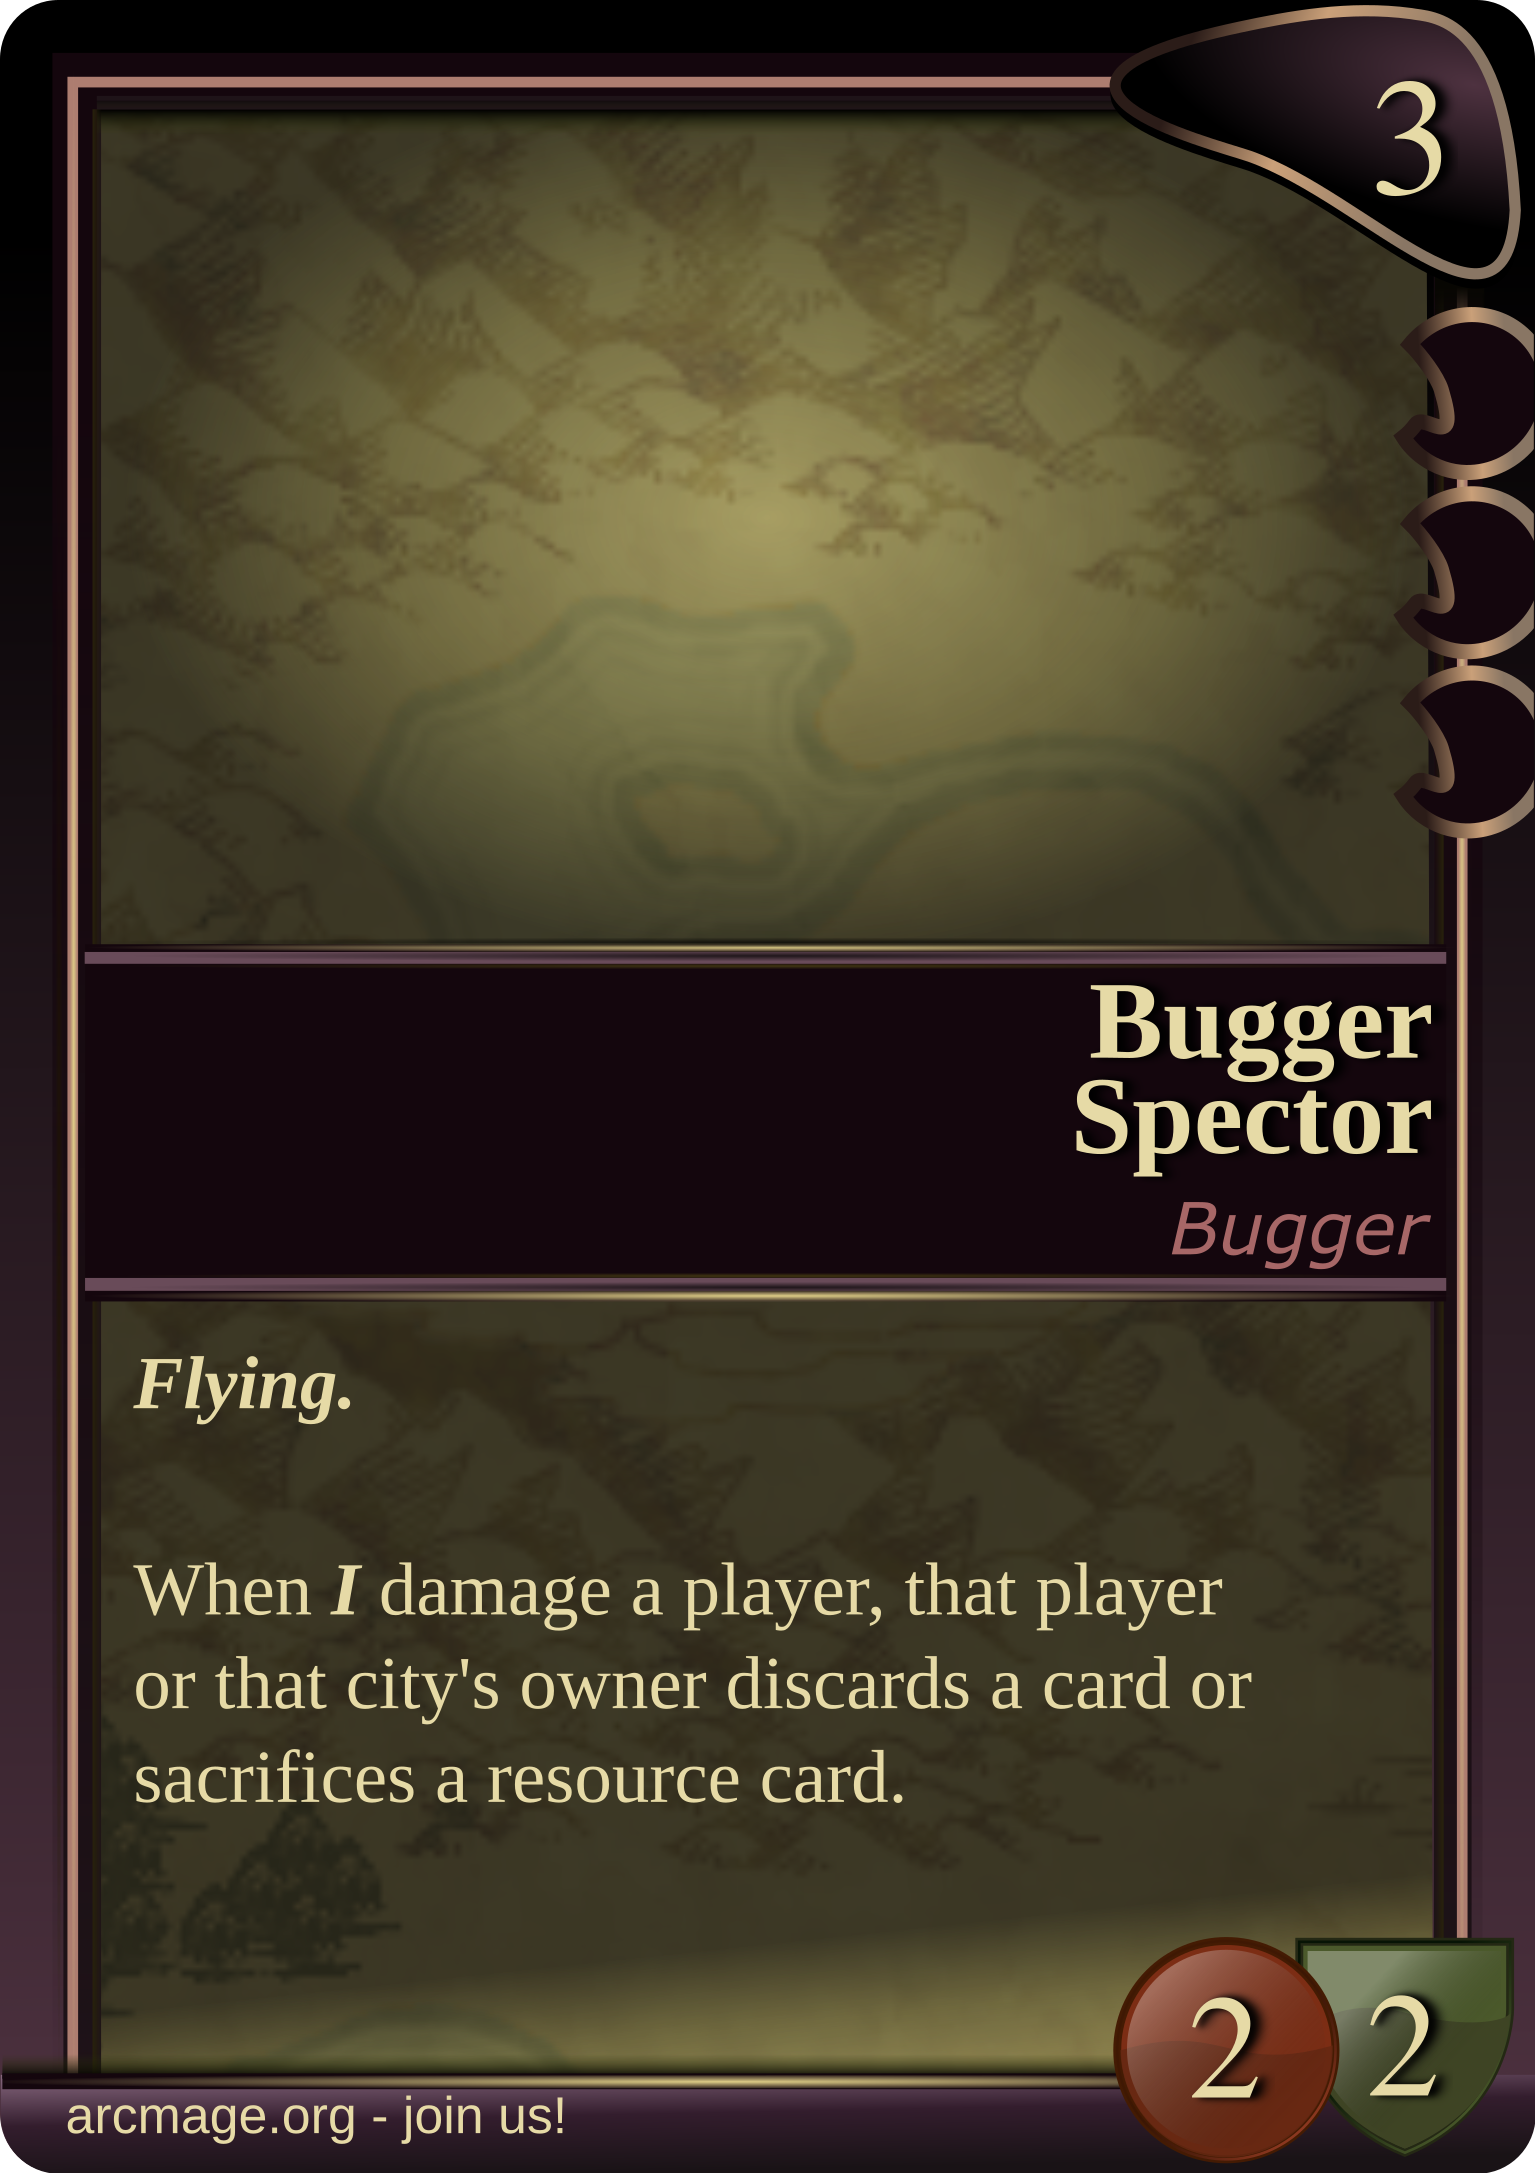 3
Bugger
Spector
Bugger
Flying.
When I damage a player, that player
or that city's owner discards a card or
sacrifices a resource card.
2 2
arcmage.org - join us!